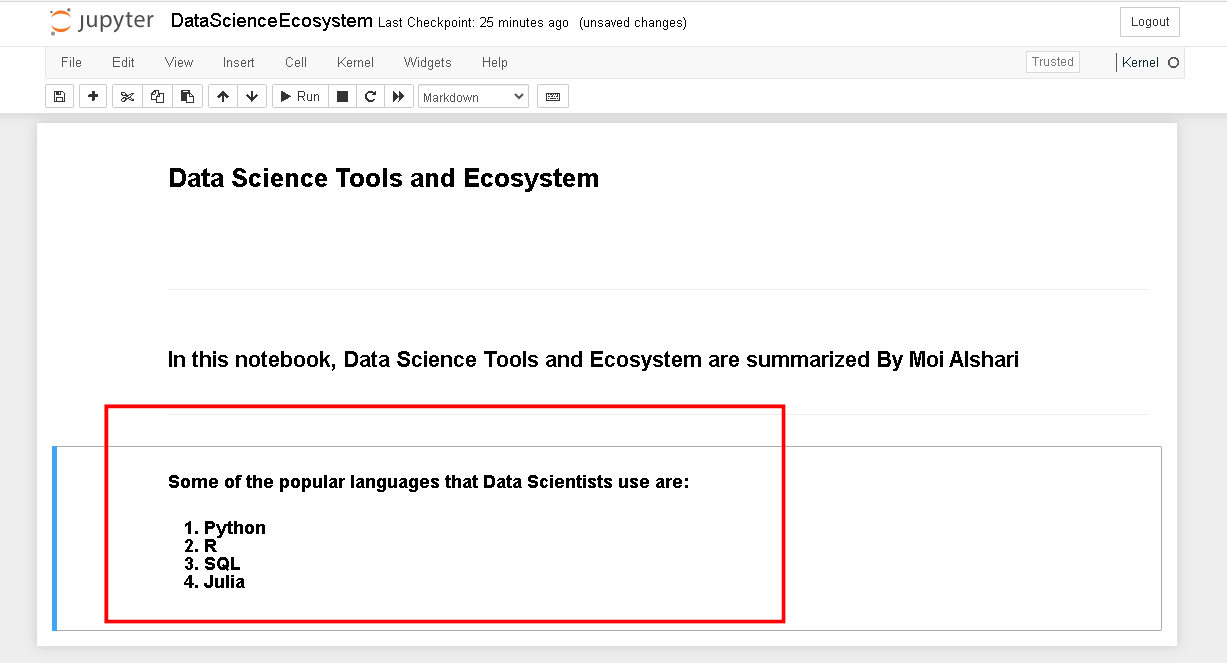 jupyter DataScienceEcosystem Last Checkpoint: 25 minutes ago (unsaved changes) Logout
File Edit View Insert Cell Kernel Widgets Help Trusted Kernel
Run Markdown
Data Science Tools and Ecosystem
In this notebook, Data Science Tools and Ecosystem are summarized By Moi Alshari
Some of the popular languages that Data Scientists use are:
1. Python
2. R
3. SQL
4. Julia